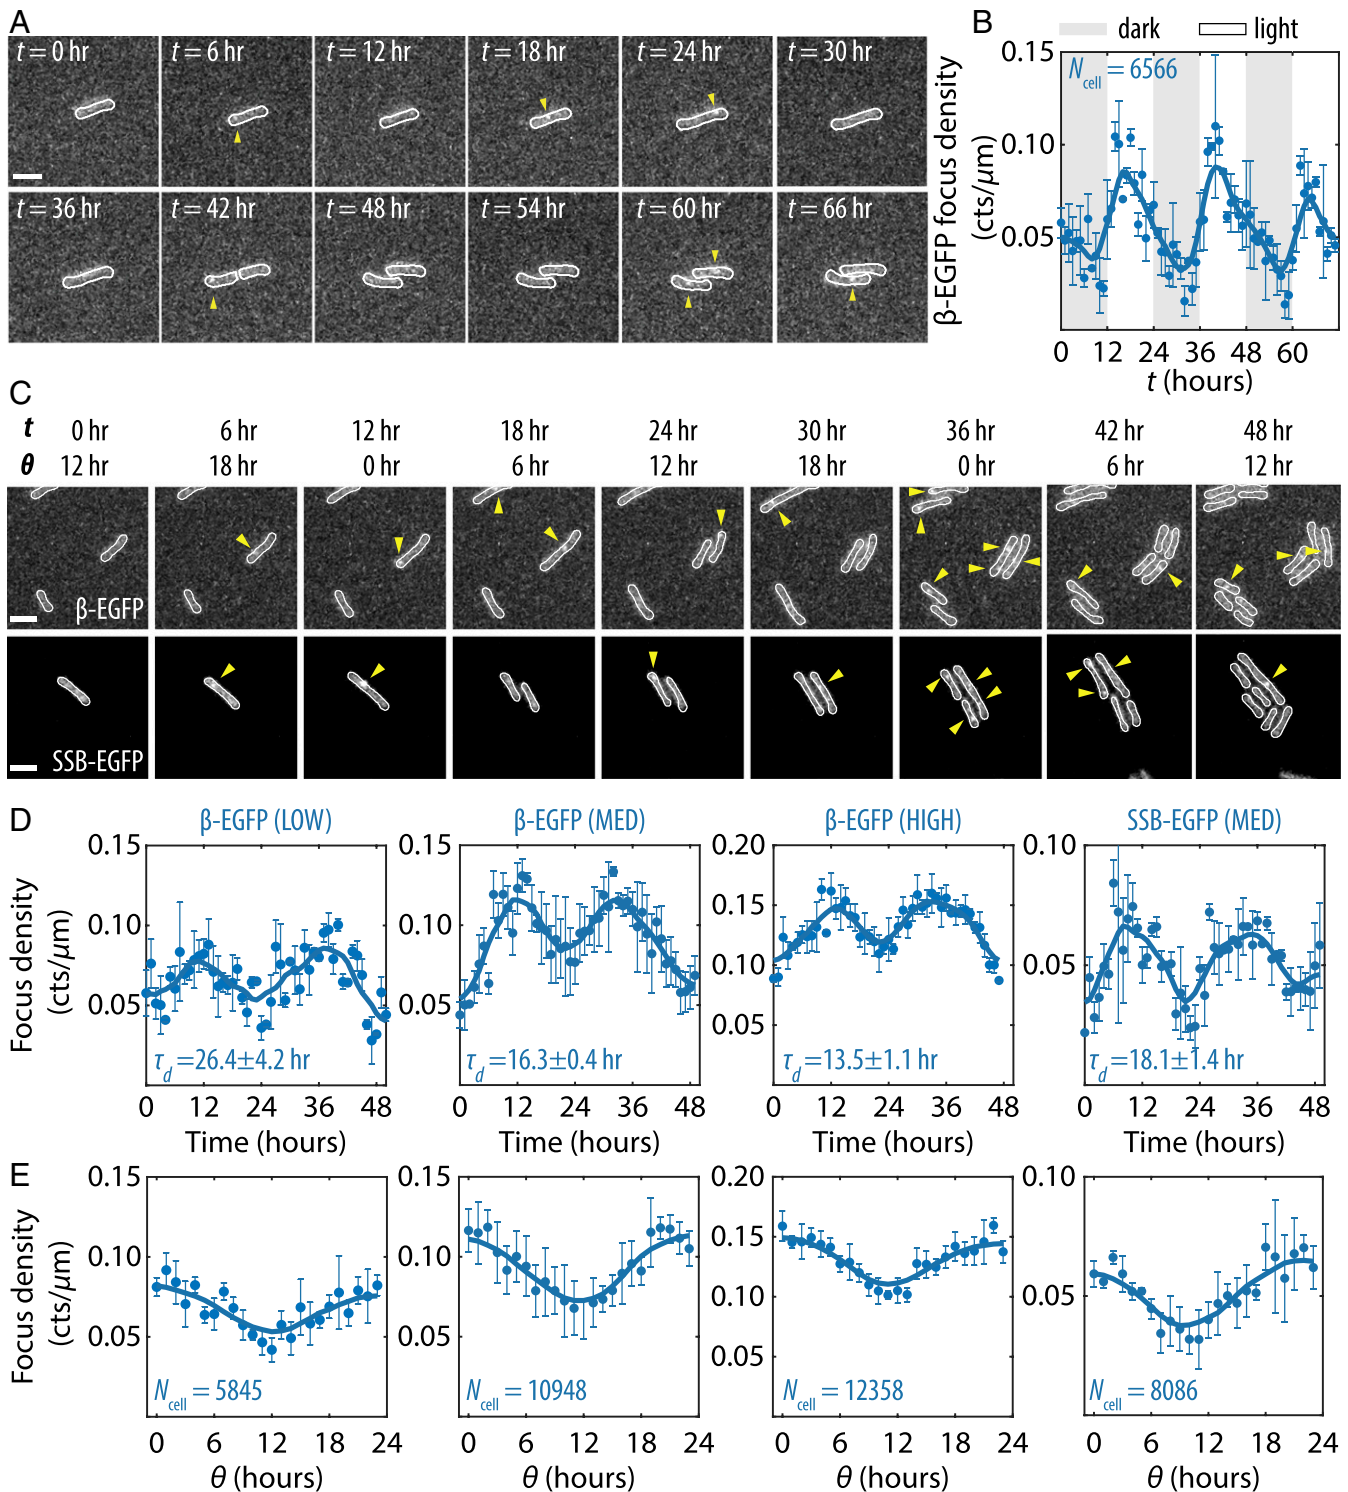 A
t = 0 hr
t = 6 hr
t = 12 hr
t = 18 hr
t = 24 hr
t = 30 hr
t = 36 hr
t = 42 hr
t = 48 hr
t = 54 hr
t = 60 hr
t = 66 hr
B
dark
light
N cell = 6566
β-EGFP focus density
(cts/μm)
0.15
0.10
0.05
0 12 24 36 48 60
t (hours)
C
t 0 hr 6 hr 12 hr 18 hr 24 hr 30 hr 36 hr 42 hr 48 hr
θ 12 hr 18 hr 0 hr 6 hr 12 hr 18 hr 0 hr 6 hr 12 hr
β-EGFP
SSB-EGFP
D
Focus density
(cts/μm)
β-EGFP (LOW)
0.15
0.10
0.05
τd =26.4±4.2 hr
0 12 24 36 48
Time (hours)
β-EGFP (MED)
0.15
0.10
0.05
τd =16.3±0.4 hr
0 12 24 36 48
Time (hours)
β-EGFP (HIGH)
0.20
0.15
0.10
0.05
τd =13.5±1.1 hr
0 12 24 36 48
Time (hours)
SSB-EGFP (MED)
0.10
0.05
τd =18.1±1.4 hr
0 12 24 36 48
Time (hours)
E
Focus density
(cts/μm)
0.15
0.10
0.05
N cell = 5845
0 6 12 18 24
θ (hours)
0.15
0.10
0.05
N cell = 10948
0 6 12 18 24
θ (hours)
0.20
0.15
0.10
0.05
N cell = 12358
0 6 12 18 24
θ (hours)
0.10
0.05
N cell = 8086
0 6 12 18 24
θ (hours)